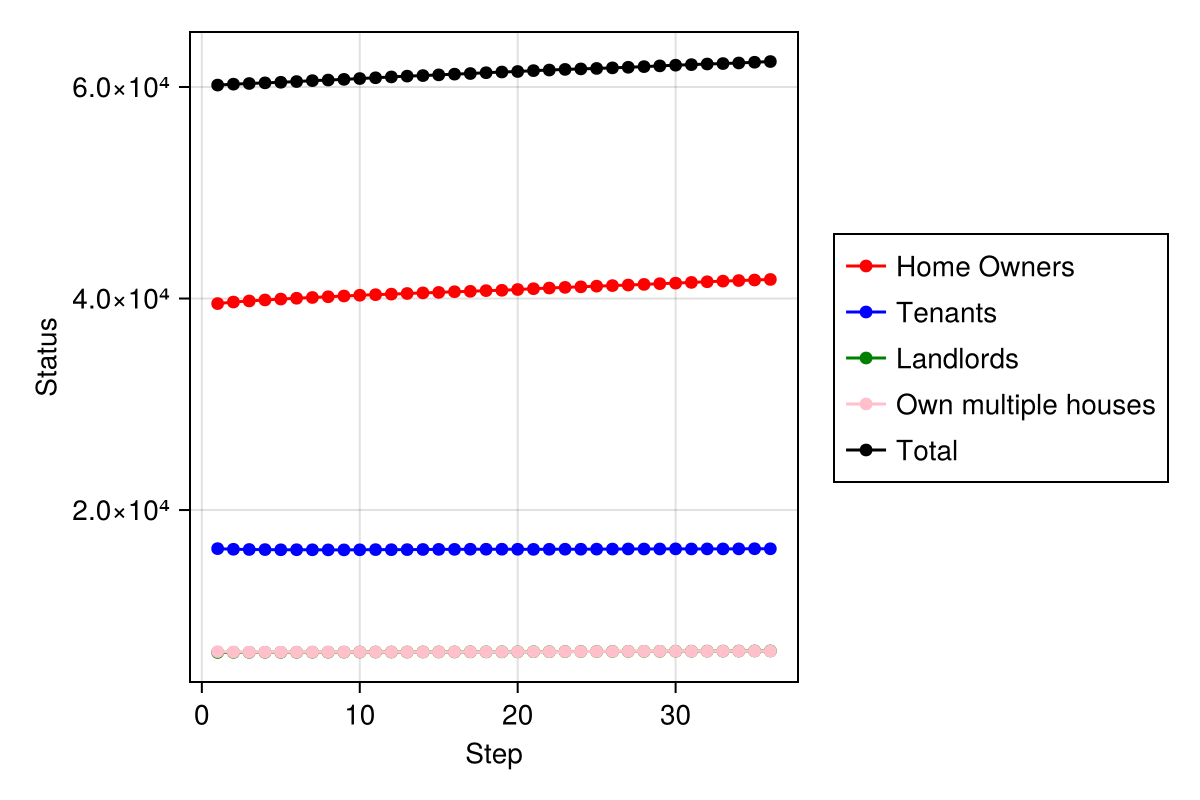 6.0×10⁴
4.0×10⁴
2.0×10⁴
Status
0 10 20 30
Step
Home Owners
Tenants
Landlords
Own multiple houses
Total